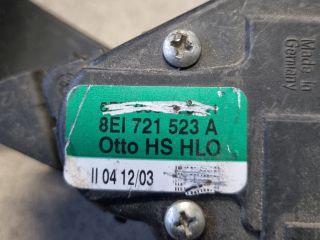 Made in
Germany
8E1 721 523 A
Otto HS HLO
II 04 12/03